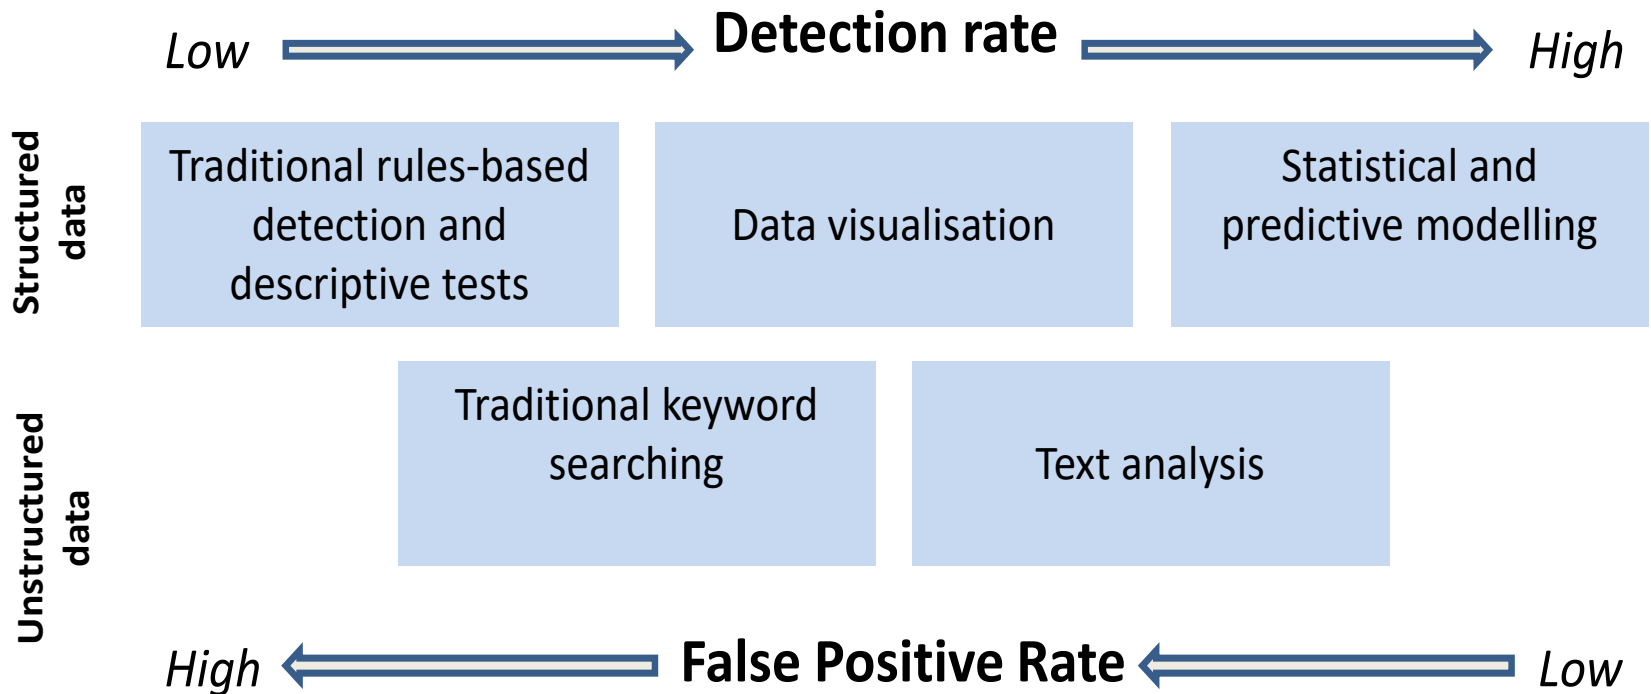 Low
Detection rate
High
Structured
data
Traditional rules-based
detection and
descriptive tests
Data visualisation
Statistical and
predictive modelling
Unstructured
data
Traditional keyword
searching
Text analysis
High
False Positive Rate
Low